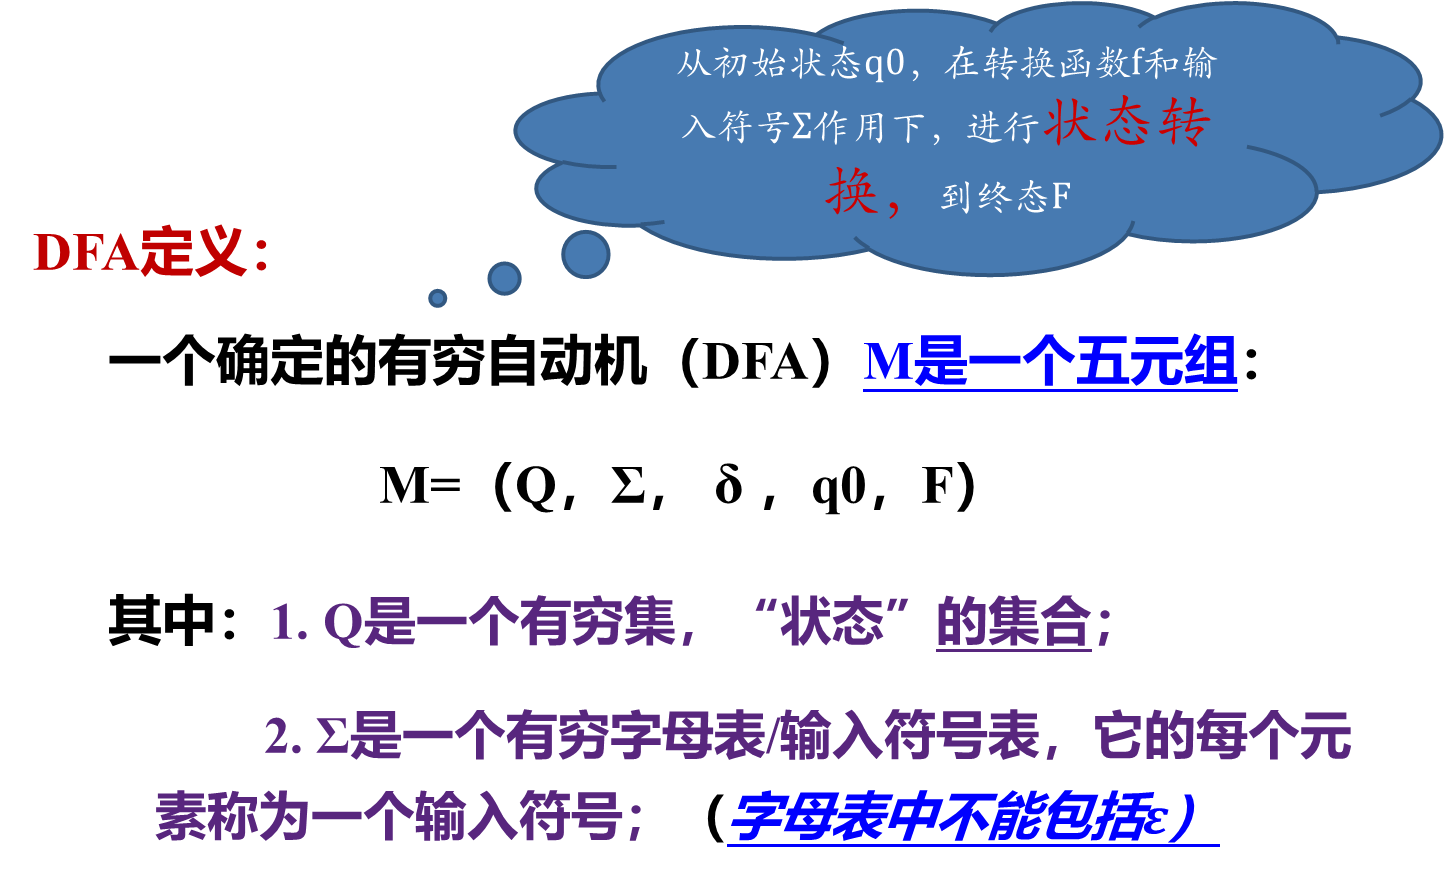 从初始状态q0，在转换函数f和输
入符号Σ作用下，进行状态转
换，到终态F
DFA定义：
一个确定的有穷自动机（DFA）M是一个五元组：
M=（Q，Σ， δ ，q0，F）
其中：1. Q是一个有穷集，“状态”的集合；
2. Σ是一个有穷字母表/输入符号表，它的每个元
素称为一个输入符号；（字母表中不能包括ε）